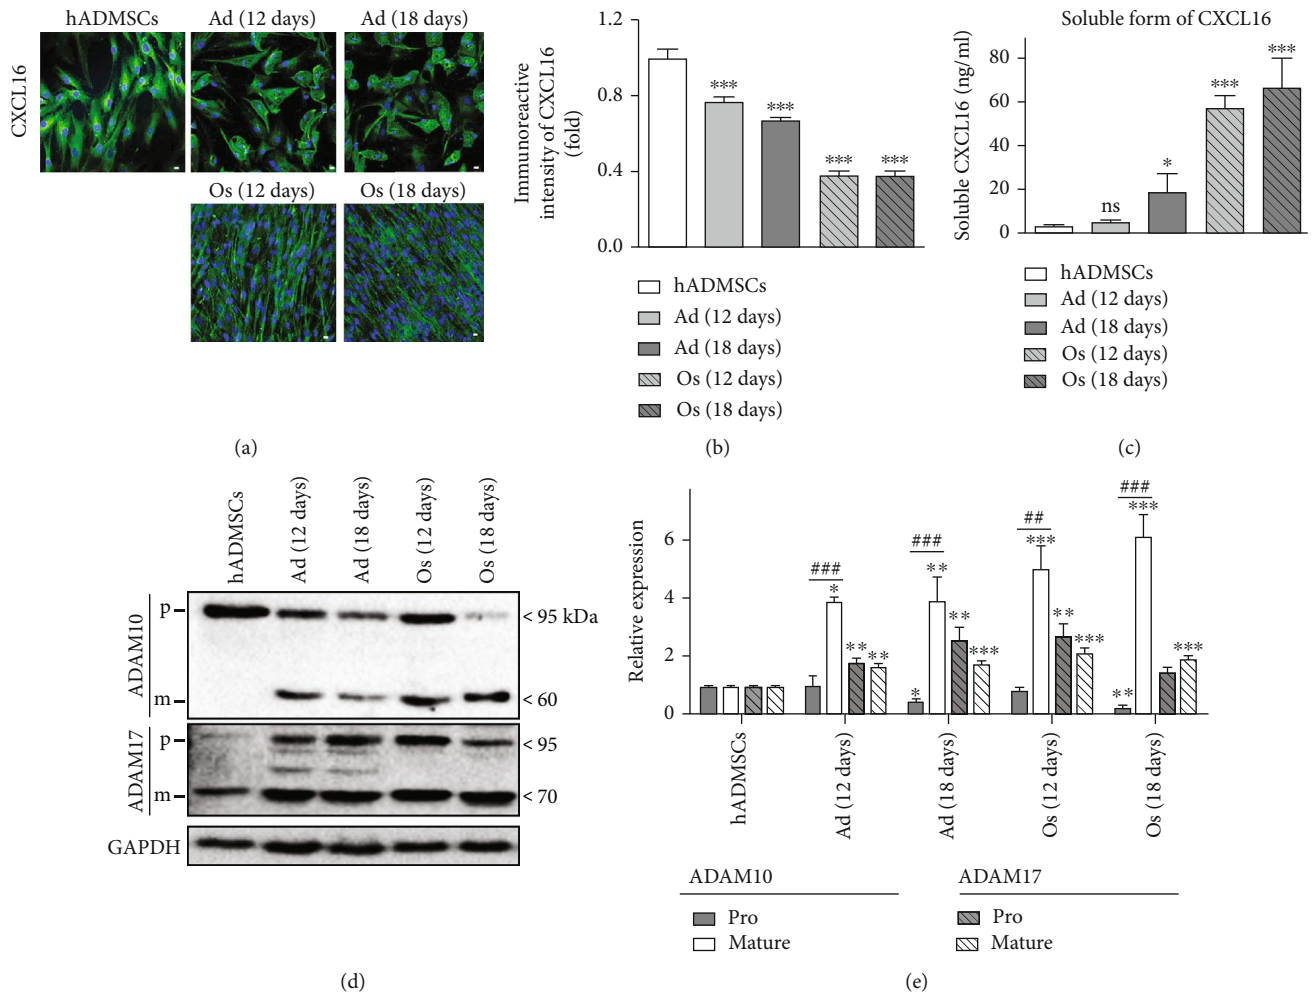 hADMSCs Ad (12 days) Ad (18 days)
CXCL16
Os (12 days) Os (18 days)
(a)
Immunoreactive
intensity of CXCL16
(fold)
1.2
0.8
0.4
0.0
*** *** *** ***
hADMSCs
Ad (12 days)
Ad (18 days)
Os (12 days)
Os (18 days)
(b)
Soluble form of CXCL16
Soluble CXCL16 (ng/ml)
80
60
40
20
0
ns * *** ***
hADMSCs
Ad (12 days)
Ad (18 days)
Os (12 days)
Os (18 days)
(c)
hADMSCs Ad (12 days) Ad (18 days) Os (12 days) Os (18 days)
ADAM10
p
m
< 95 kDa
< 60
ADAM17
p
m
< 95
< 70
GAPDH
(d)
Relative expression
6
4
2
0
### ### ## ###
* ** ** * ** ** *** *** ** *** ** *** ***
hADMSCs Ad (12 days) Ad (18 days) Os (12 days) Os (18 days)
ADAM10 ADAM17
Pro Pro
Mature Mature
(e)